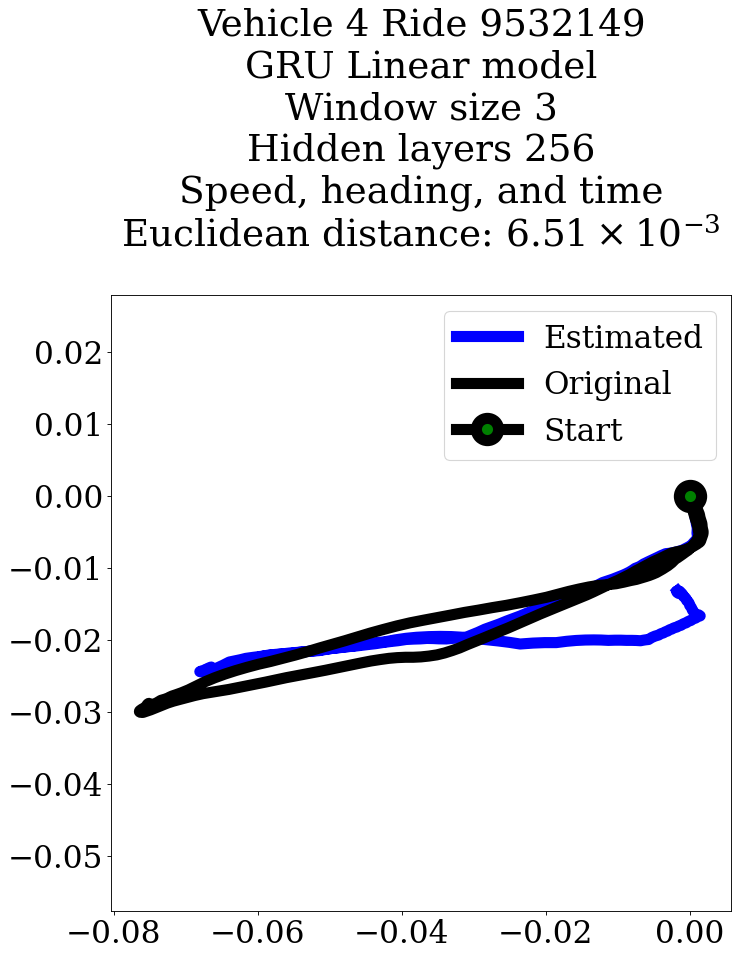 Vehicle 4 Ride 9532149
GRU Linear model
Window size 3
Hidden layers 256
Speed, heading, and time
Euclidean distance: 6.51 × 10⁻³
Estimated
Original
Start
0.02
0.01
0.00
−0.01
−0.02
−0.03
−0.04
−0.05
−0.08 −0.06 −0.04 −0.02 0.00